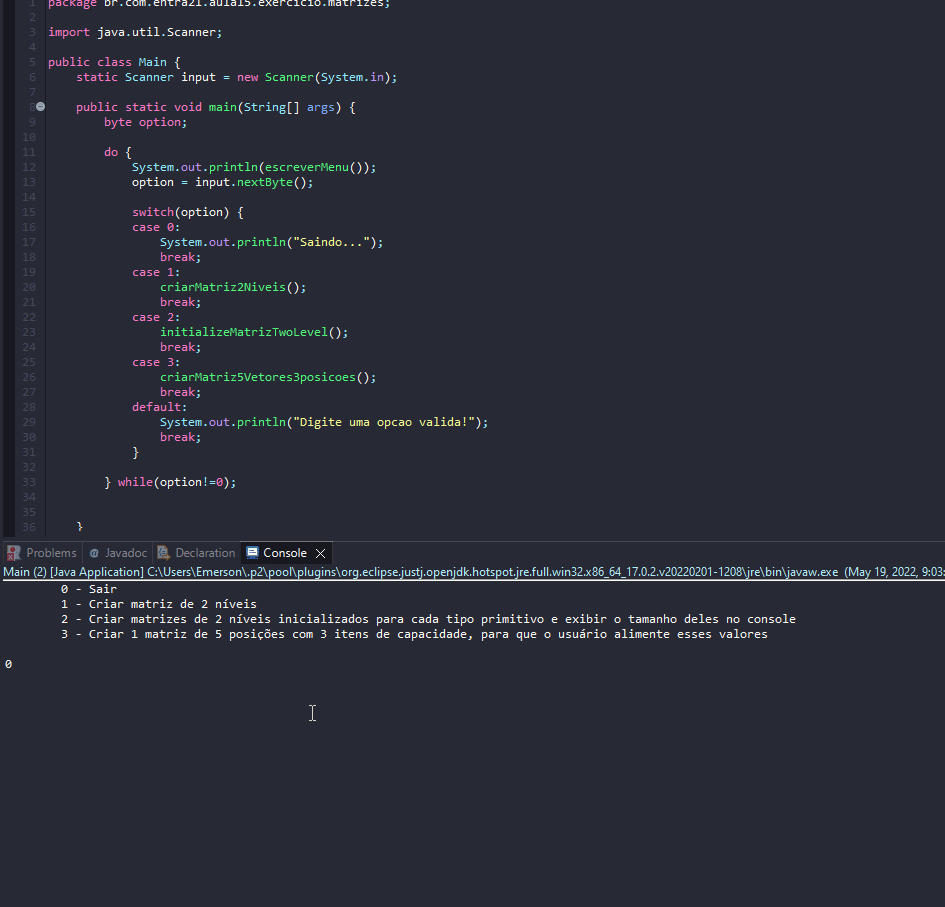 1 package br.com.entra21.aula15.exercicio.matrizes;
2
3 import java.util.Scanner;
4
5 public class Main {
6 static Scanner input = new Scanner(System.in);
7
8 public static void main(String[] args) {
9 byte option;
10
11 do {
12 System.out.println(escreverMenu());
13 option = input.nextByte();
14
15 switch(option) {
16 case 0:
17 System.out.println("Saindo...");
18 break;
19 case 1:
20 criarMatriz2Niveis();
21 break;
22 case 2:
23 initializeMatrizTwoLevel();
24 break;
25 case 3:
26 criarMatriz5Vetores3posicoes();
27 break;
28 default:
29 System.out.println("Digite uma opcao valida!");
30 break;
31 }
32
33 } while(option!=0);
34
35
36 }
Problems @ Javadoc Declaration Console
Main (2) [Java Application] C:\Users\Emerson\.p2\pool\plugins\org.eclipse.justj.openjdk.hotspot.jre.full.win32.x86_64_17.0.2.v20220201-1208\jre\bin\javaw.exe (May 19, 2022, 9:03:
0 - Sair
1 - Criar matriz de 2 níveis
2 - Criar matrizes de 2 níveis inicializados para cada tipo primitivo e exibir o tamanho deles no console
3 - Criar 1 matriz de 5 posições com 3 itens de capacidade, para que o usuário alimente esses valores
0